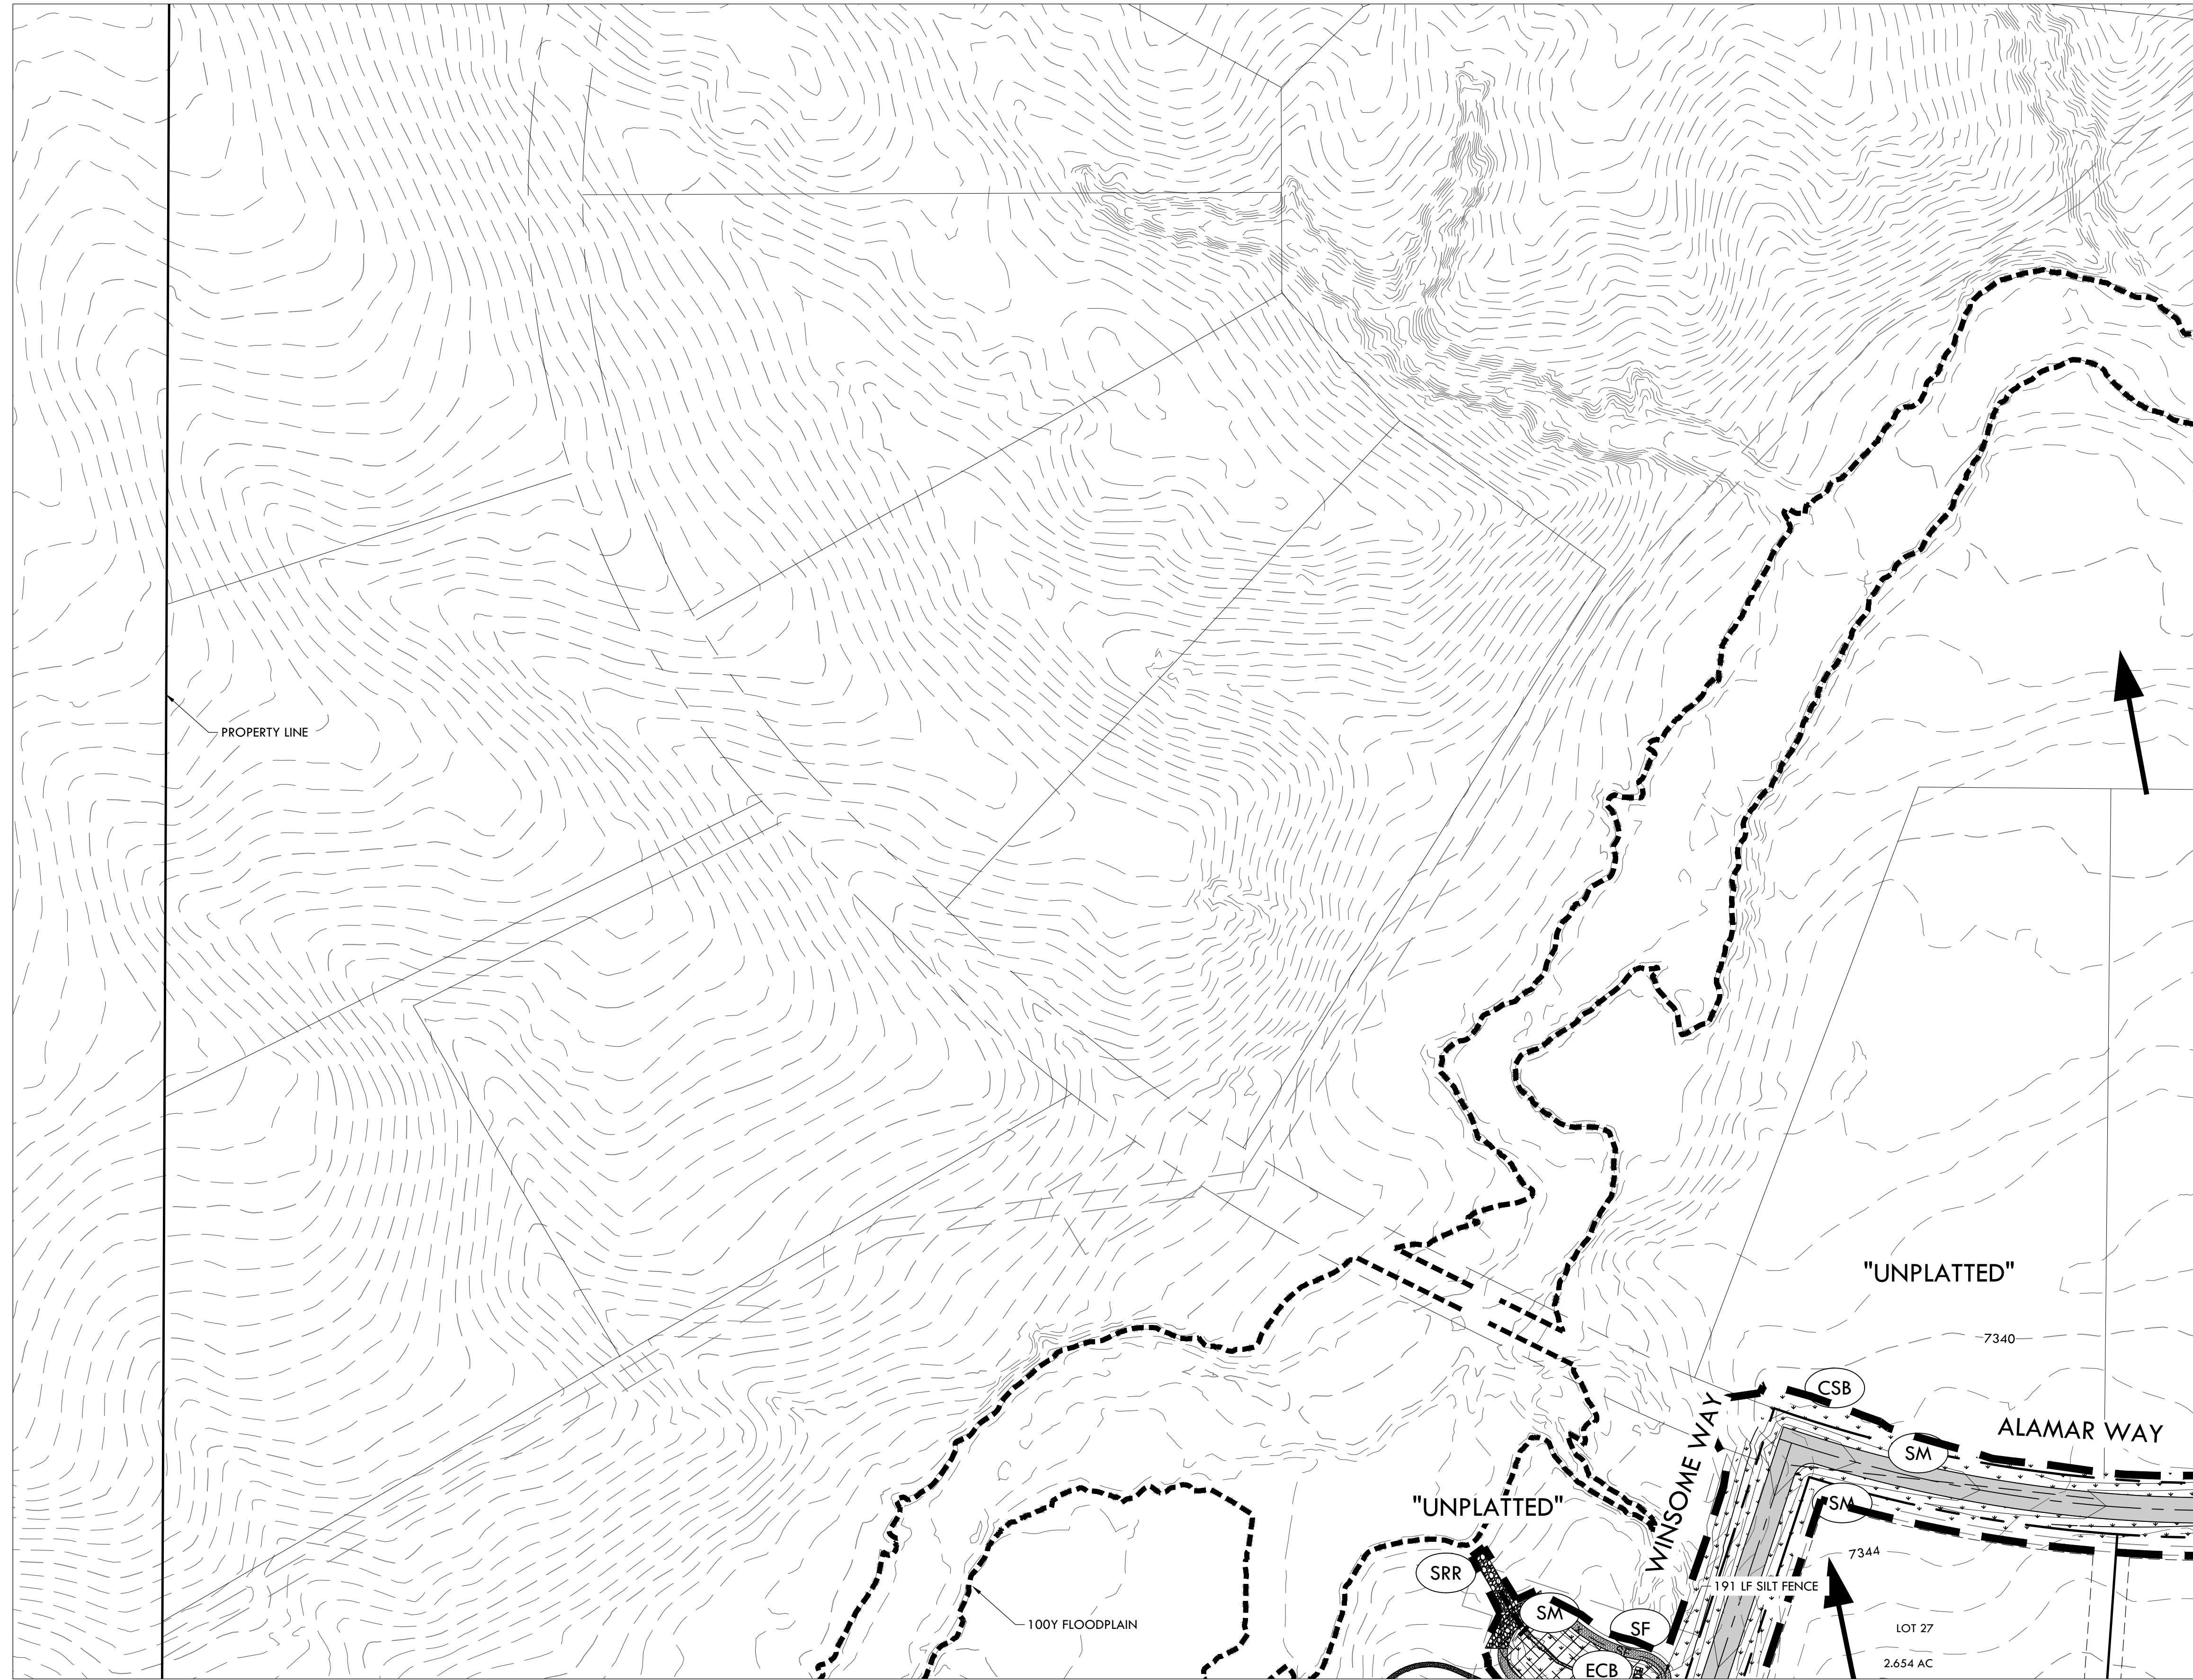 PROPERTY LINE
"UNPLATTED"
7340
CSB
ALAMAR WAY
SM
WINSOME WAY
SM
"UNPLATTED"
7344
SRR
191 LF SILT FENCE
SM
SF
100Y FLOODPLAIN
LOT 27
ECB
2.654 AC